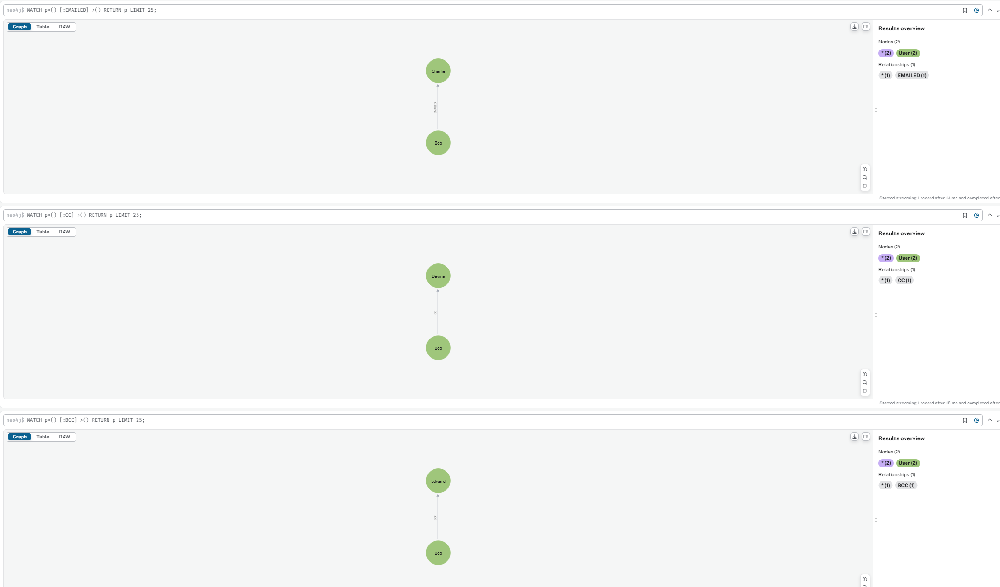 neo4j$ MATCH p=()-[:EMAILED]->() RETURN p LIMIT 25;
Graph Table RAW
Results overview
Nodes (2)
* (2) User (2)
Relationships (1)
* (1) EMAILED (1)
Charlie
EMAILED
Bob
Started streaming 1 record after 14 ms and completed after
neo4j$ MATCH p=()-[:CC]->() RETURN p LIMIT 25;
Graph Table RAW
Results overview
Nodes (2)
* (2) User (2)
Relationships (1)
* (1) CC (1)
Davina
CC
Bob
Started streaming 1 record after 15 ms and completed after
neo4j$ MATCH p=()-[:BCC]->() RETURN p LIMIT 25;
Graph Table RAW
Results overview
Nodes (2)
* (2) User (2)
Relationships (1)
* (1) BCC (1)
Edward
BCC
Bob